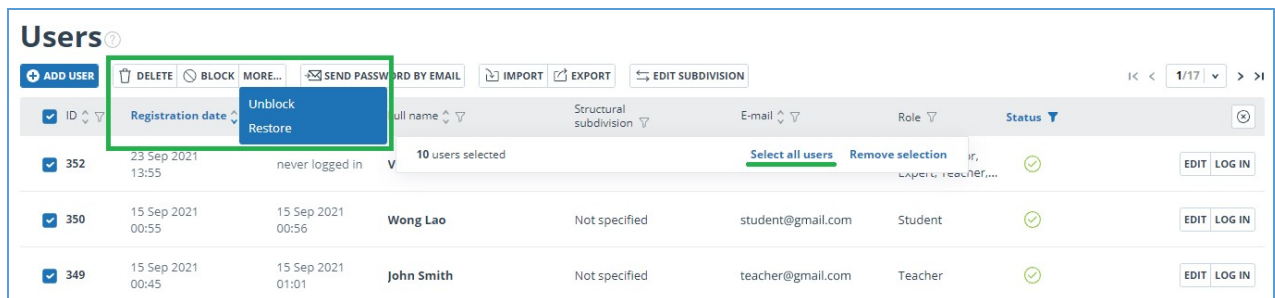 Users
ADD USER DELETE BLOCK MORE... SEND PASSWORD BY EMAIL IMPORT EXPORT EDIT SUBDIVISION 1/17
Unblock
Restore
ID Registration date ull name Structural subdivision E-mail Role Status
10 users selected Select all users Remove selection
352 23 Sep 2021 13:55 never logged in V r, Expert, Teacher,... EDIT LOG IN
350 15 Sep 2021 00:55 15 Sep 2021 00:56 Wong Lao Not specified student@gmail.com Student EDIT LOG IN
349 15 Sep 2021 00:45 15 Sep 2021 01:01 John Smith Not specified teacher@gmail.com Teacher EDIT LOG IN